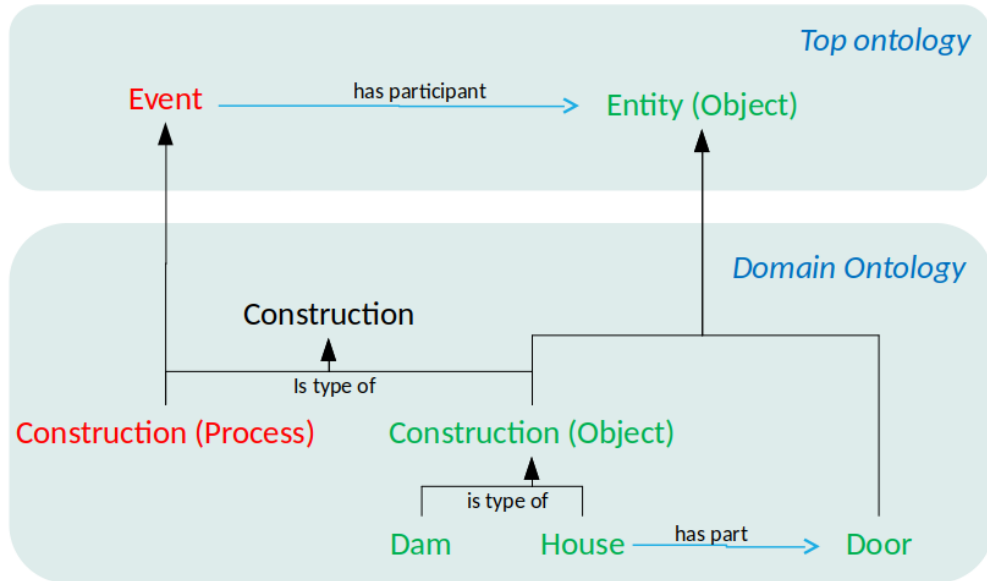 Top ontology
Event
has participant
Entity (Object)
Domain Ontology
Construction
Is type of
Construction (Process)
Construction (Object)
is type of
Dam
House
has part
Door